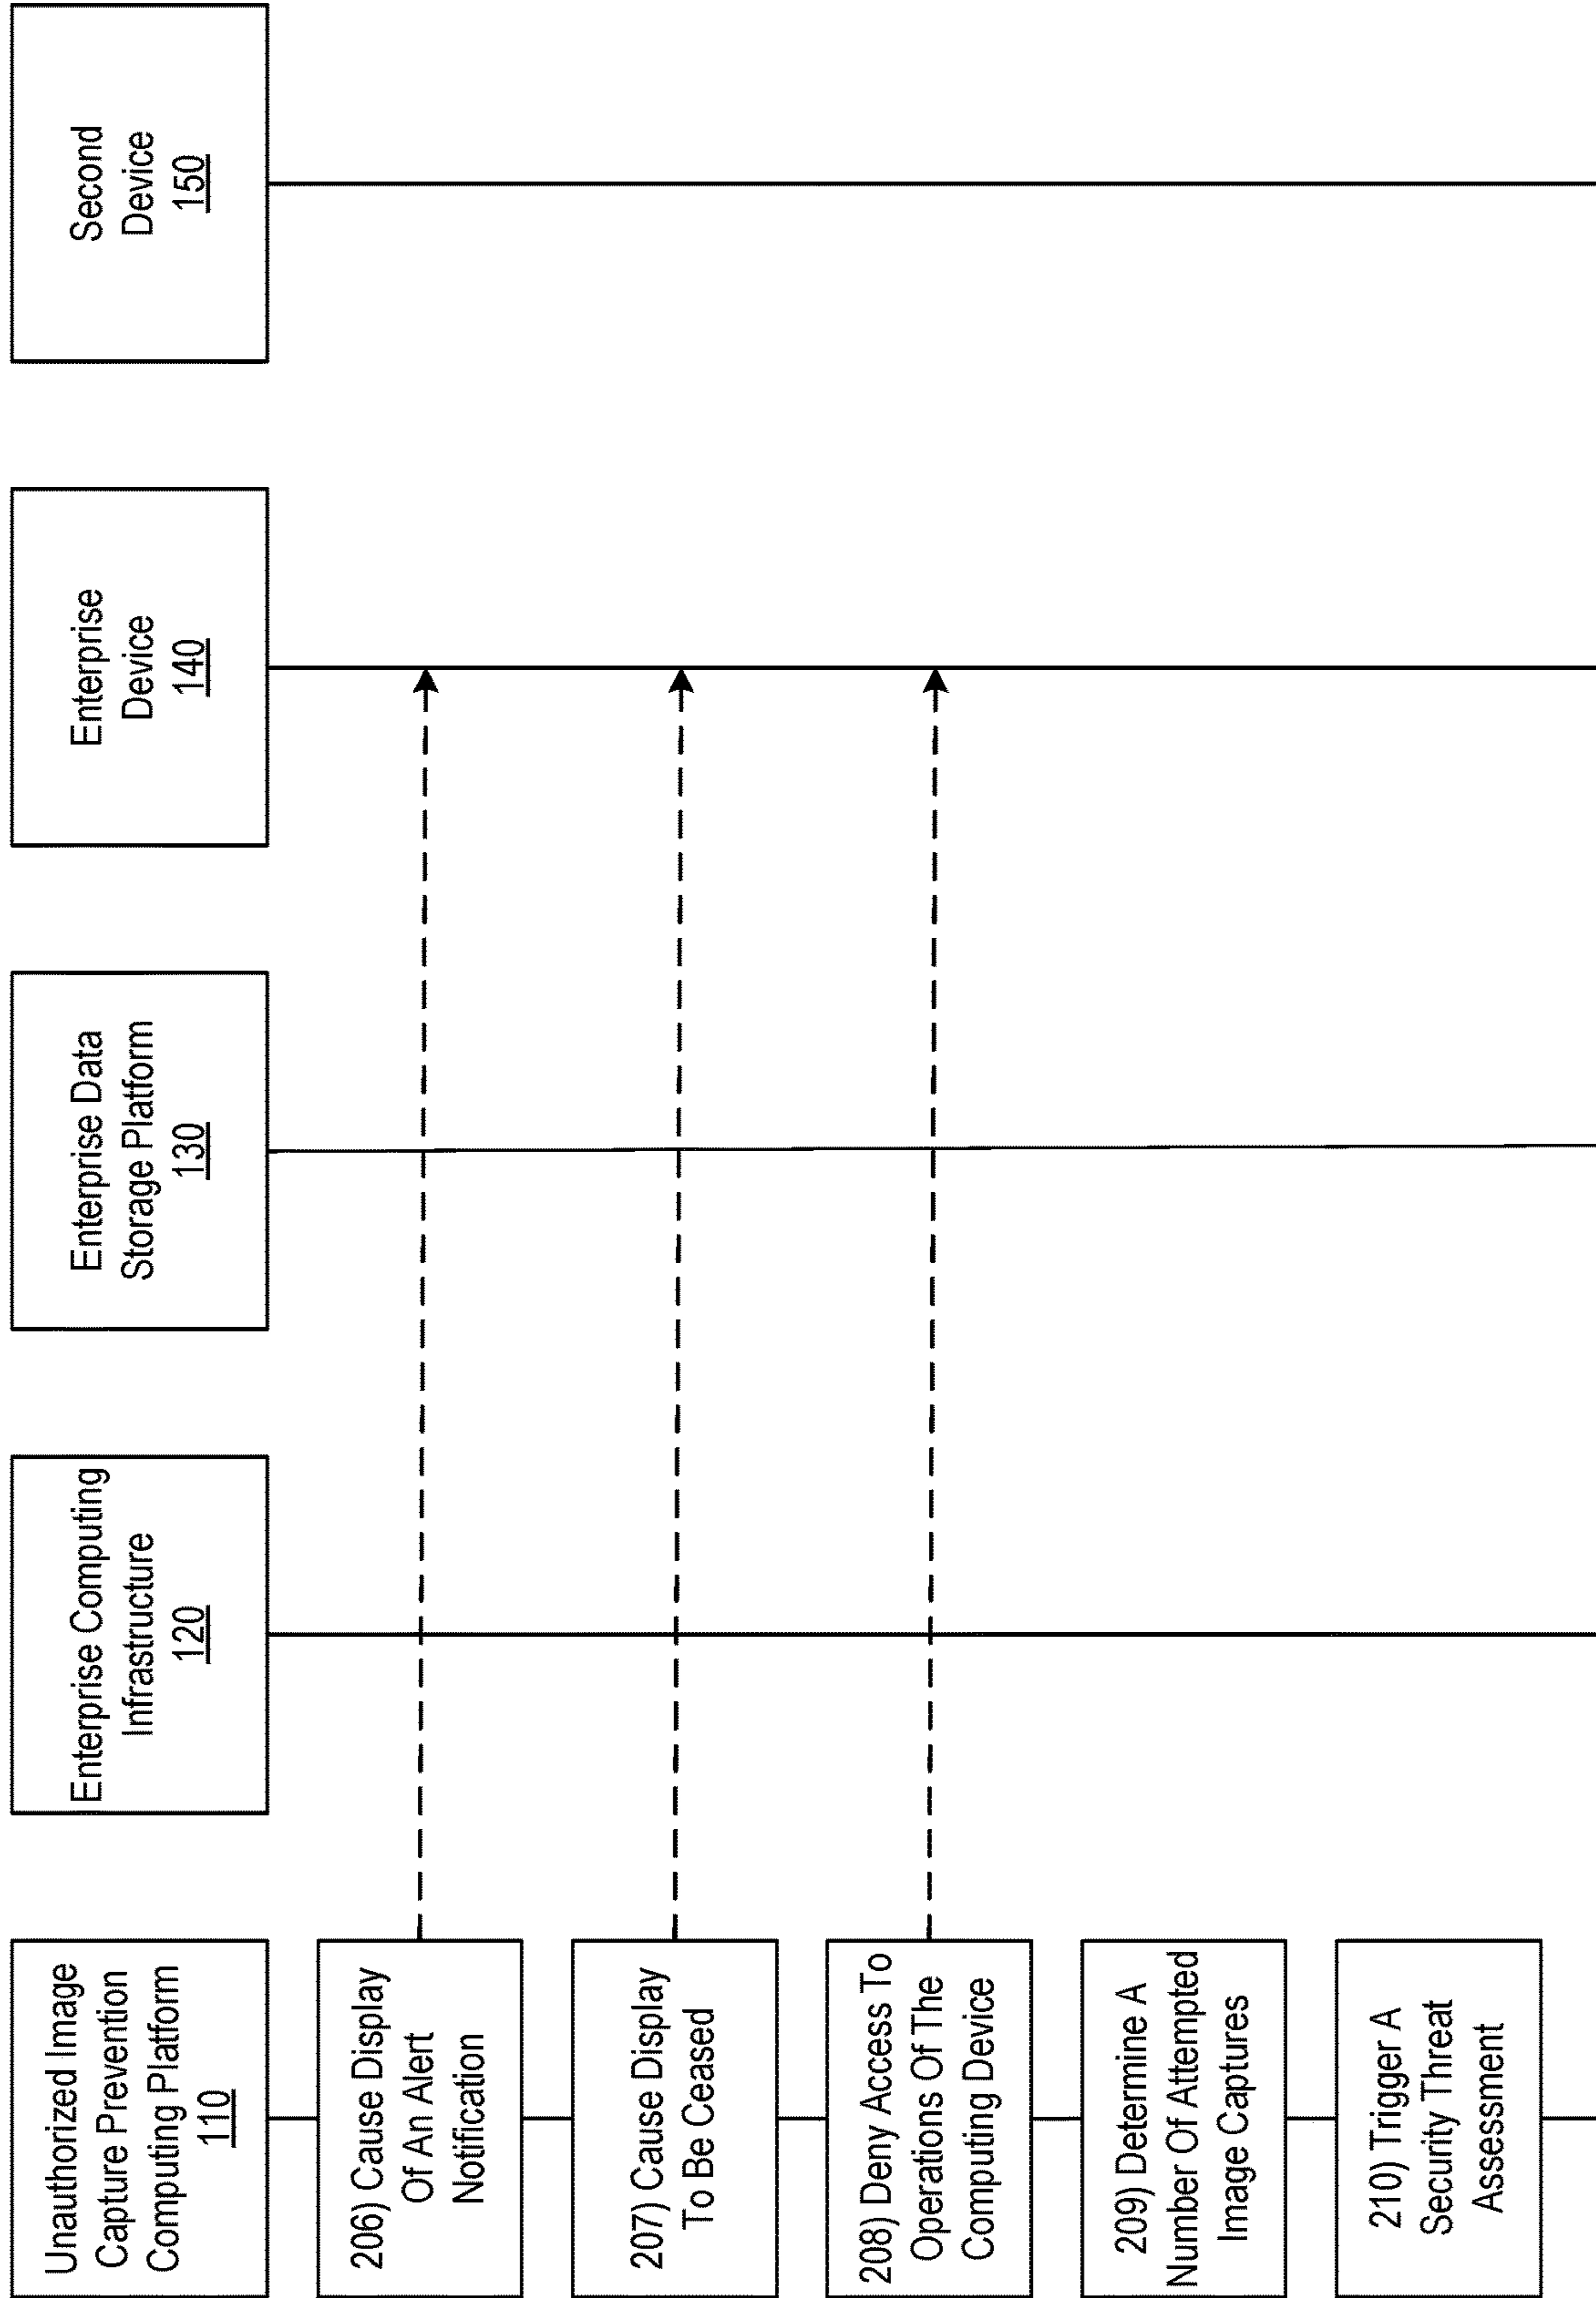 Unauthorized Image
Capture Prevention
Computing Platform
110
Enterprise Computing
Infrastructure
120
Enterprise Data
Storage Platform
130
Enterprise
Device
140
Second
Device
150
206) Cause Display
Of An Alert
Notification
207) Cause Display
To Be Ceased
208) Deny Access To
Operations Of The
Computing Device
209) Determine A
Number Of Attempted
Image Captures
210) Trigger A
Security Threat
Assessment